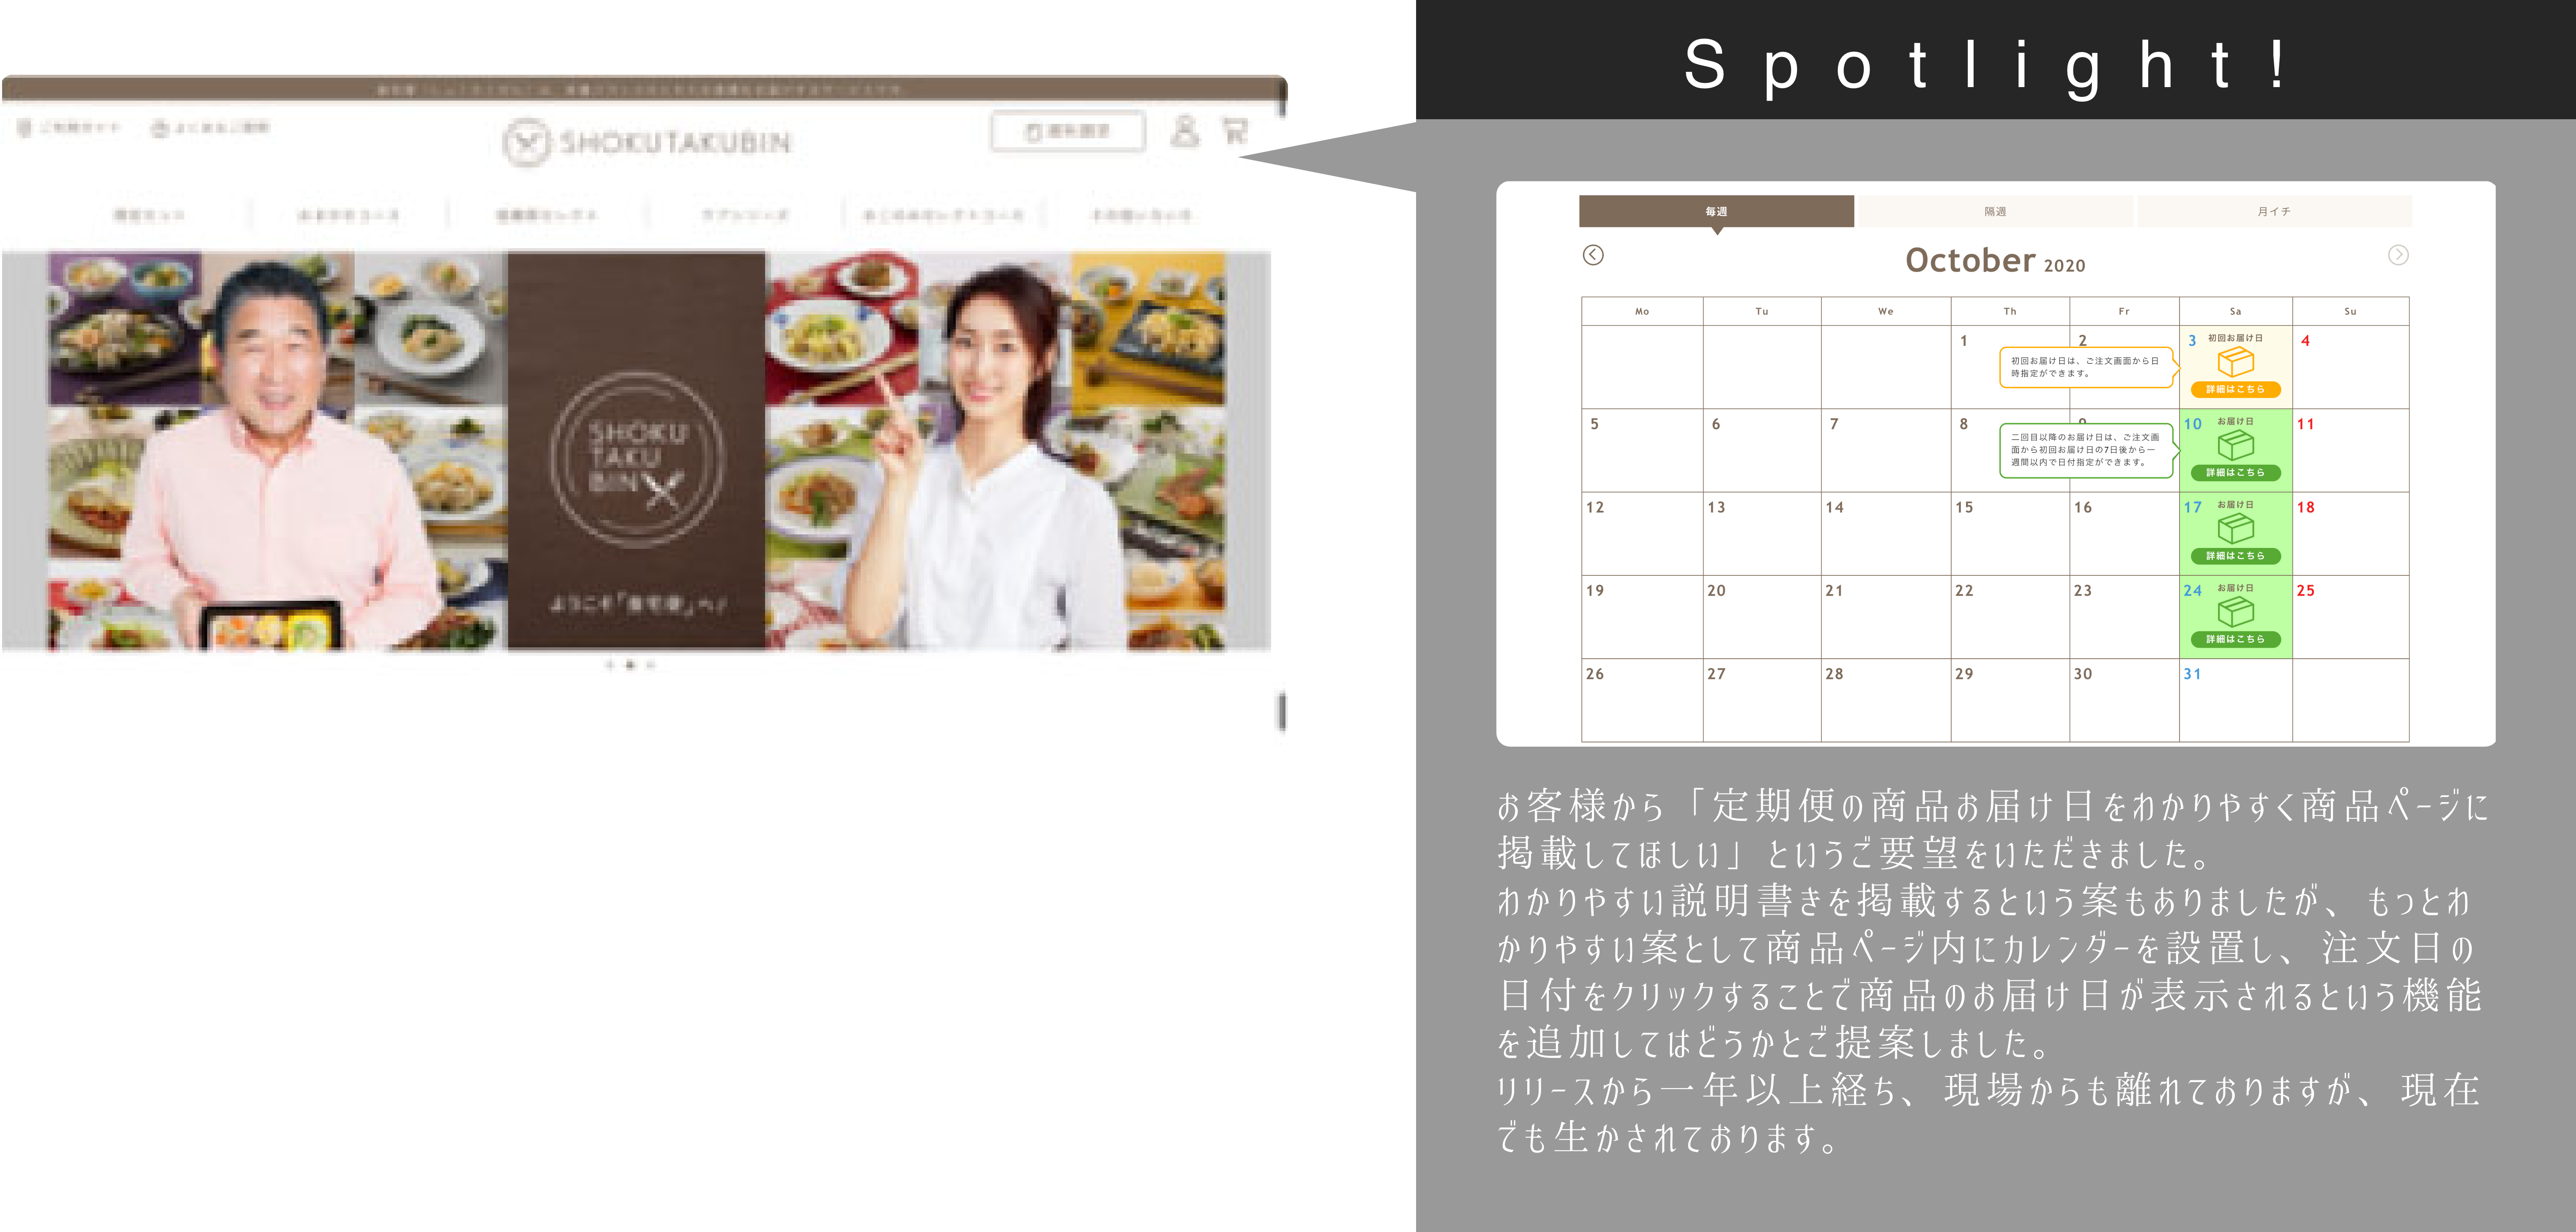 Spotlight!
SHOKUTAKUBIN
SHOKU
TAKU
BIN
ようこそ「食宅便」へ！
毎週
隔週
月イチ
October 2020
Mo Tu We Th Fr Sa Su
1 2 3 初回お届け日 4
初回お届け日は、ご注文画面から日
時指定ができます。
詳細はこちら
5 6 7 8 9 10 お届け日 11
二回目以降のお届け日は、ご注文画
面から初回お届け日の7日後から一
週間以内で日付指定ができます。
詳細はこちら
12 13 14 15 16 17 お届け日 18
詳細はこちら
19 20 21 22 23 24 お届け日 25
詳細はこちら
26 27 28 29 30 31
お客様から「定期便の商品お届け日をわかりやすく商品ページに
掲載してほしい」というご要望をいただきました。
わかりやすい説明書きを掲載するという案もありましたが、もっとわ
かりやすい案として商品ページ内にカレンダーを設置し、注文日の
日付をクリックすることで商品のお届け日が表示されるという機能
を追加してはどうかとご提案しました。
リリースから一年以上経ち、現場からも離れておりますが、現在
でも生かされております。